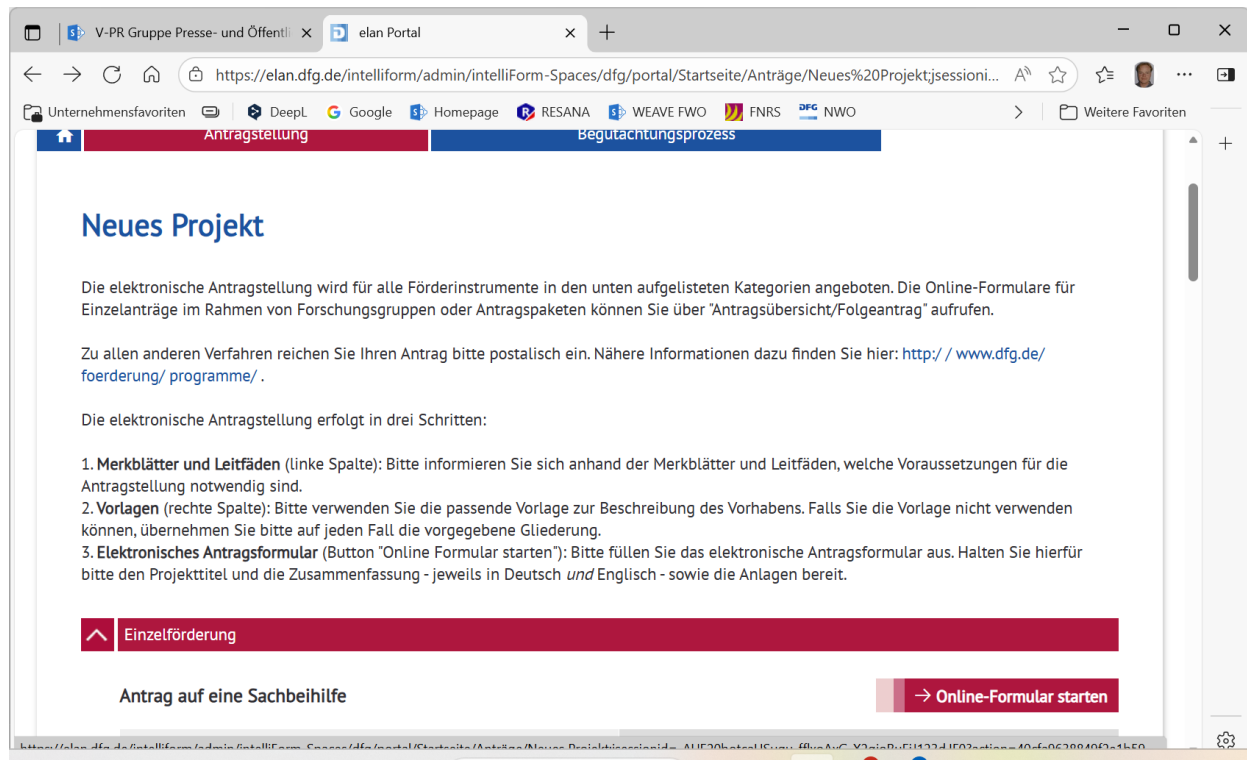 V-PR Gruppe Presse- und Öffentli
elan Portal
https://elan.dfg.de/intelliform/admin/intelliForm-Spaces/dfg/portal/Startseite/Anträge/Neues%20Projekt;jsessioni...
Unternehmensfavoriten
DeepL
Google
Homepage
RESANA
WEAVE FWO
FNRS
DFG
NWO
Weitere Favoriten
Antragstellung
Begutachtungsprozess
Neues Projekt
Die elektronische Antragstellung wird für alle Förderinstrumente in den unten aufgelisteten Kategorien angeboten. Die Online-Formulare für
Einzelanträge im Rahmen von Forschungsgruppen oder Antragspaketen können Sie über "Antragsübersicht/Folgeantrag" aufrufen.
Zu allen anderen Verfahren reichen Sie Ihren Antrag bitte postalisch ein. Nähere Informationen dazu finden Sie hier: http:/ / www.dfg.de/
foerderung/ programme/ .
Die elektronische Antragstellung erfolgt in drei Schritten:
1. Merkblätter und Leitfäden (linke Spalte): Bitte informieren Sie sich anhand der Merkblätter und Leitfäden, welche Voraussetzungen für die
Antragstellung notwendig sind.
2. Vorlagen (rechte Spalte): Bitte verwenden Sie die passende Vorlage zur Beschreibung des Vorhabens. Falls Sie die Vorlage nicht verwenden
können, übernehmen Sie bitte auf jeden Fall die vorgegebene Gliederung.
3. Elektronisches Antragsformular (Button "Online Formular starten"): Bitte füllen Sie das elektronische Antragsformular aus. Halten Sie hierfür
bitte den Projekttitel und die Zusammenfassung - jeweils in Deutsch und Englisch - sowie die Anlagen bereit.
Einzelförderung
Antrag auf eine Sachbeihilfe
→ Online-Formular starten